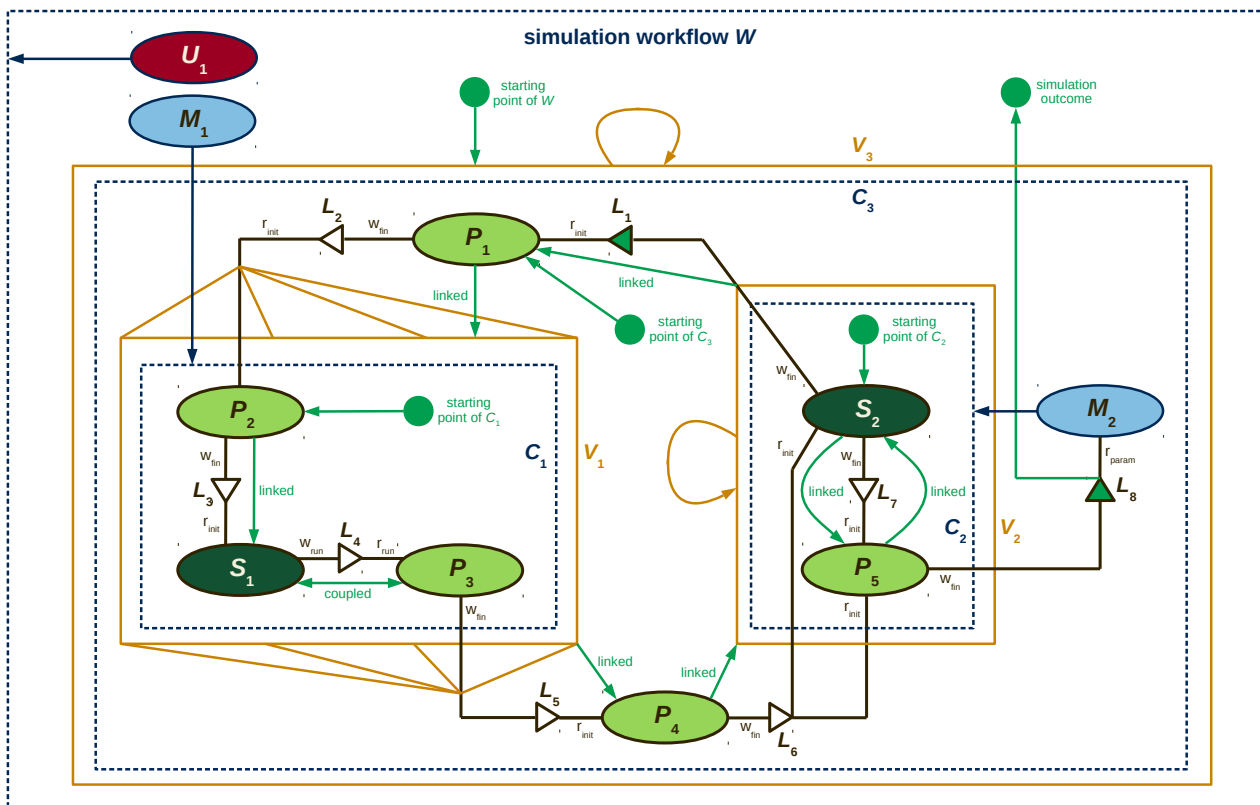 simulation workflow W
U1
M1
starting
point of W
simulation
outcome
V3
C3
L2
rinit
wfin
P1
L1
rinit
linked
linked
starting
point of C3
starting
point of C2
wfin
S2
M2
P2
starting
point of C1
C1
V1
rinit
wfin
rparam
wfin
L3
linked
linked
L7
linked
L8
rinit
L4
rinit
C2
V2
S1
wrun
rrun
P3
coupled
P5
wfin
wfin
rinit
linked
linked
L5
rinit
P4
wfin
L6